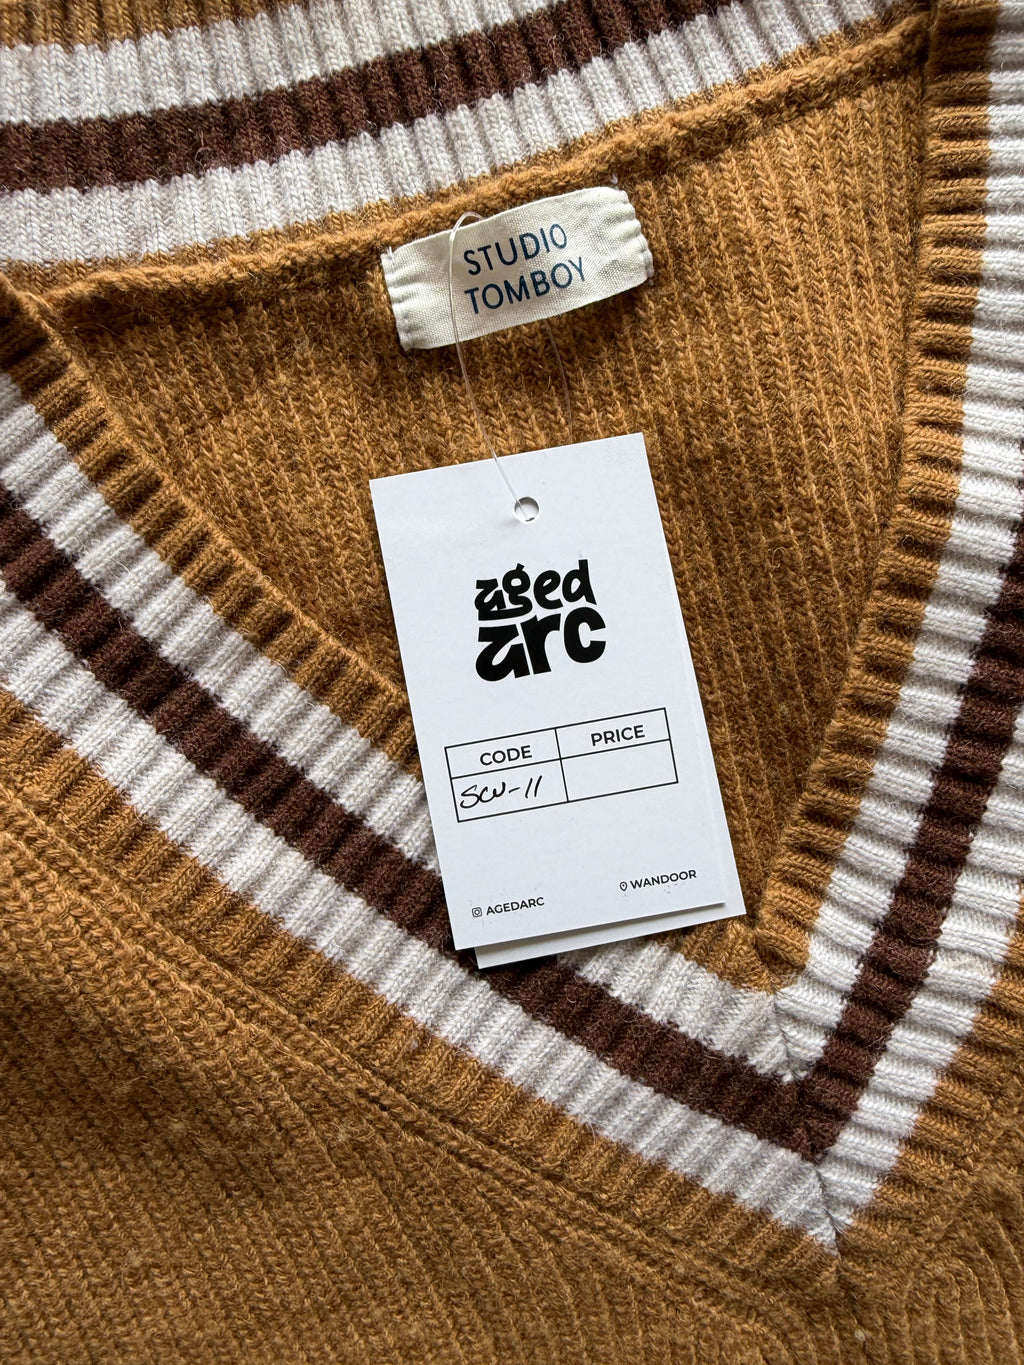 STUDIO
TOMBOY
aged
arc
CODE PRICE
SCW-11
WANDOOR
AGEDARC